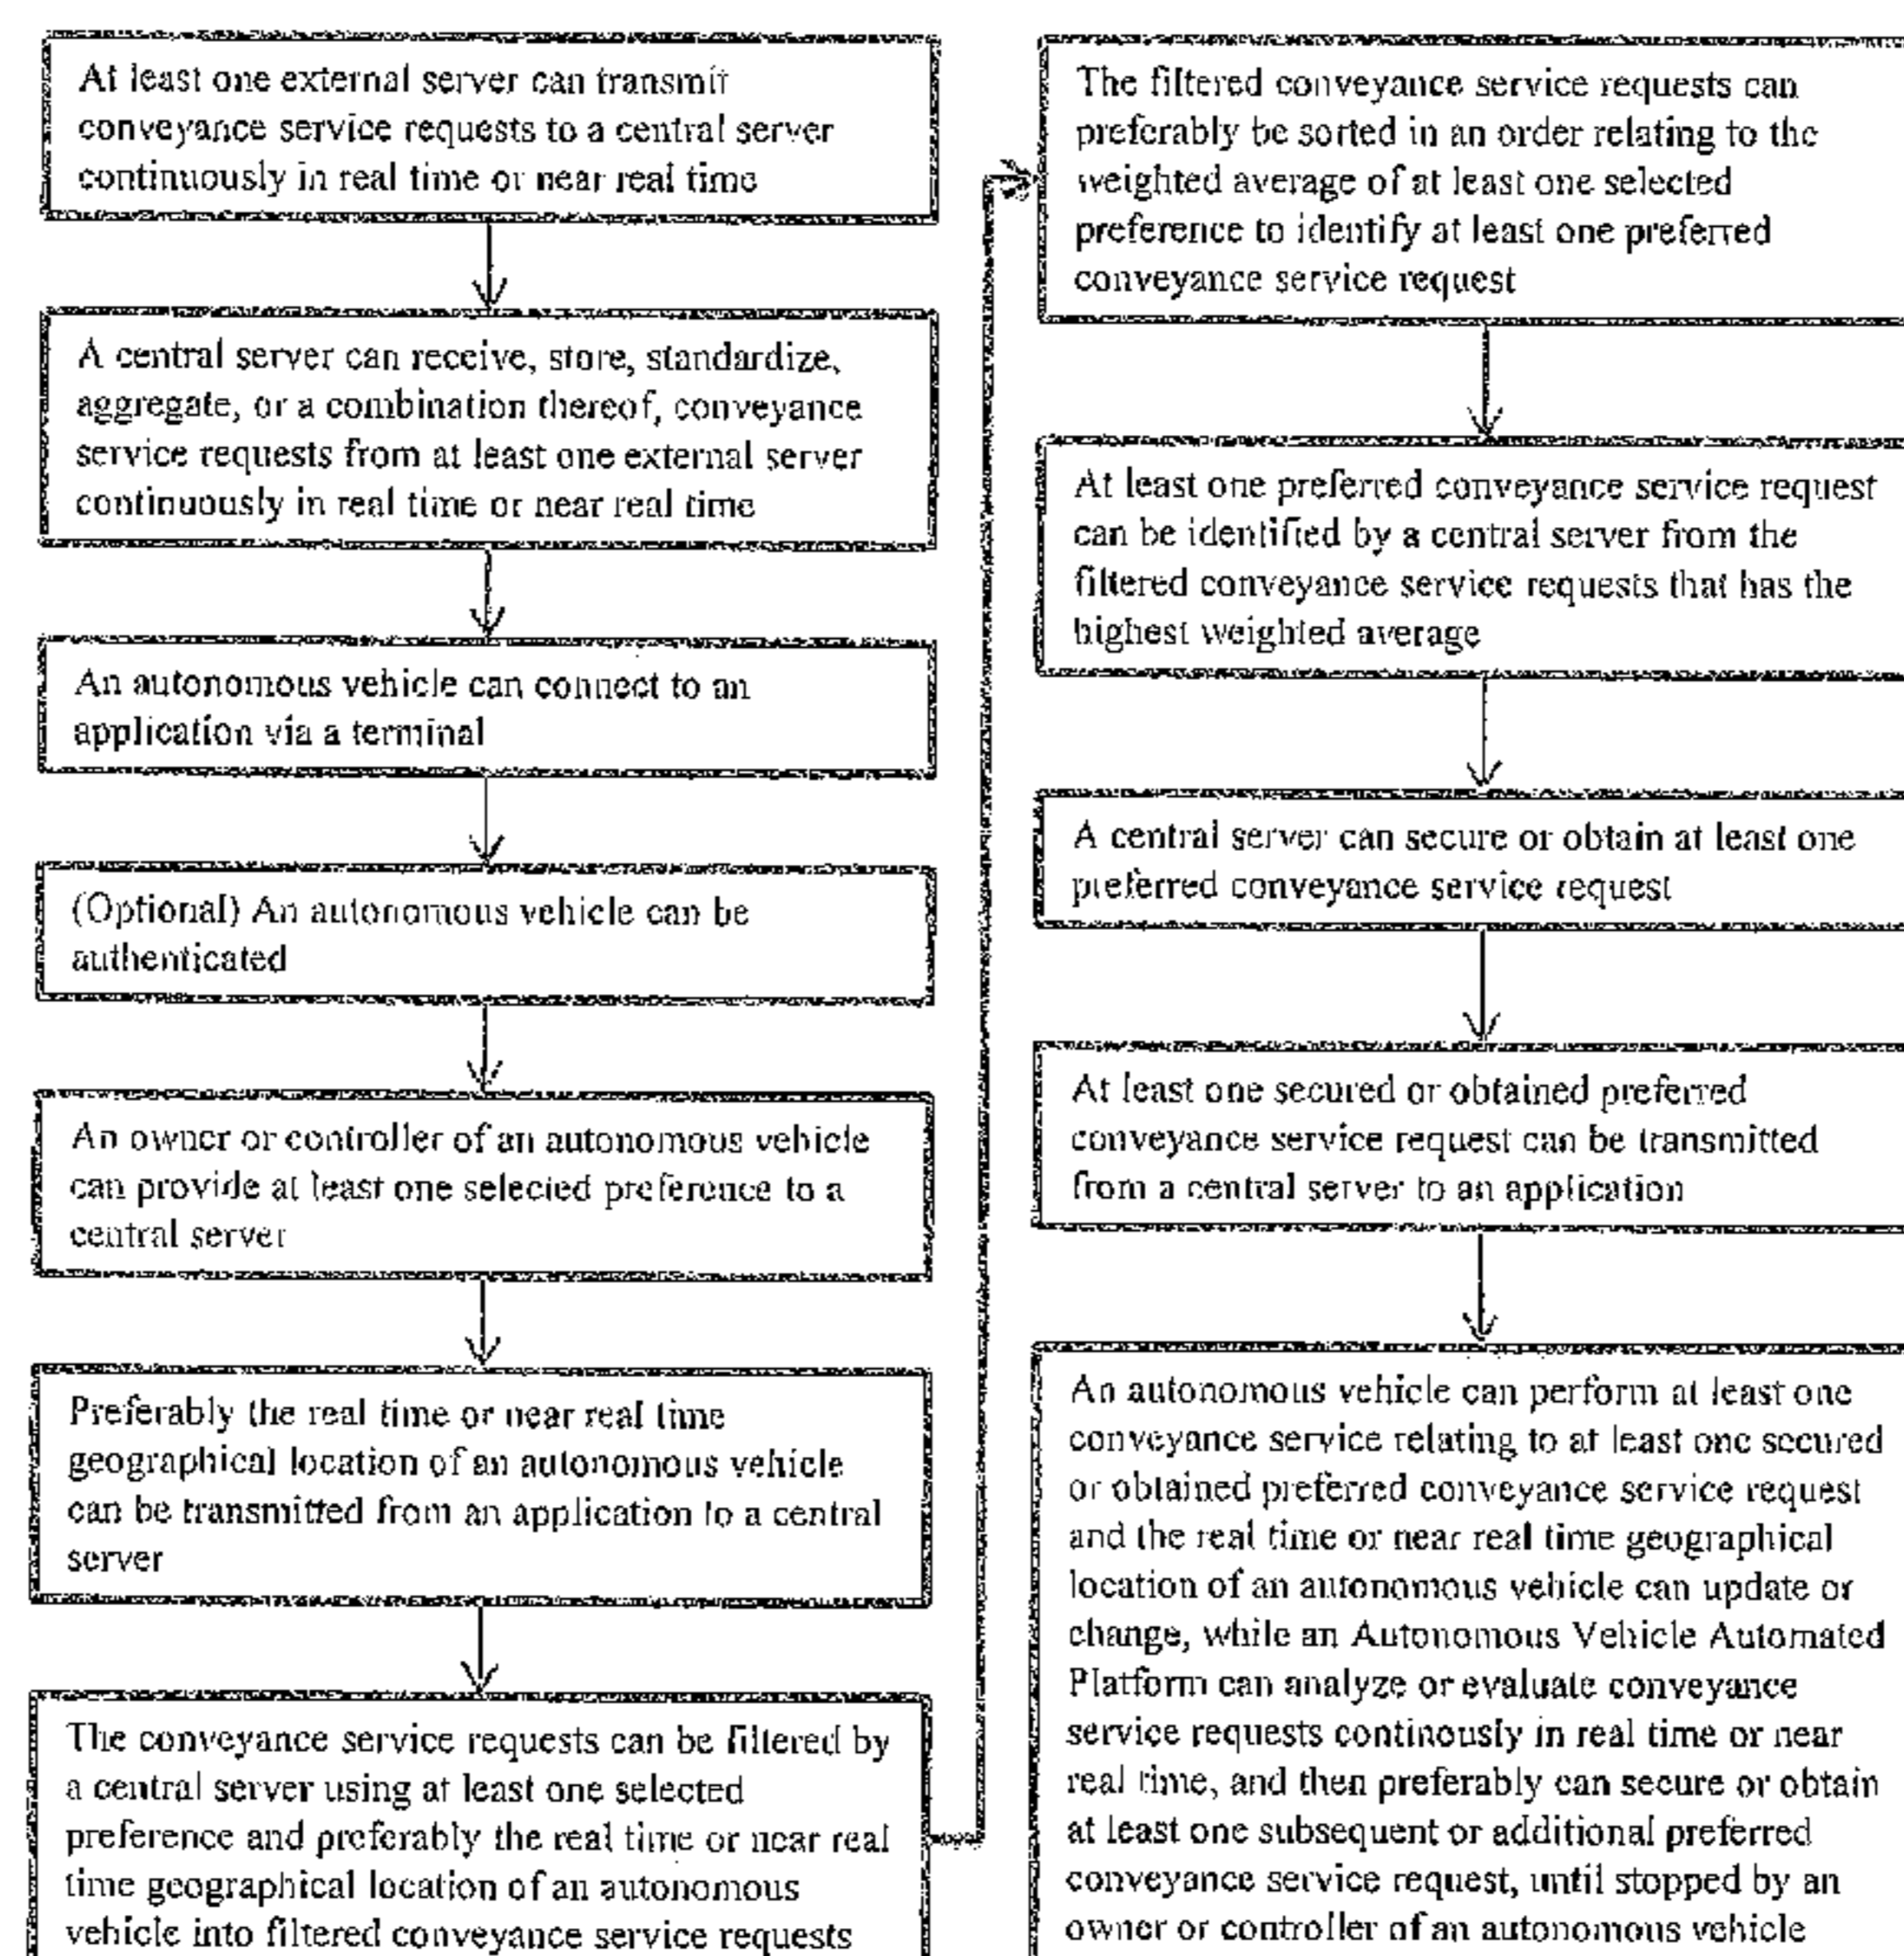 At least one external server can transmit
conveyance service requests to a central server
continuously in real time or near real time
A central server can receive, store, standardize,
aggregate, or a combination thereof, conveyance
service requests from at least one external server
continuously in real time or near real time
An autonomous vehicle can connect to an
application via a terminal
(Optional) An autonomous vehicle can be
authenticated
An owner or controller of an autonomous vehicle
can provide at least one selected preference to a
central server
Preferably the real time or near real time
geographical location of an autonomous vehicle
can be transmitted from an application to a central
server
The conveyance service requests can be filtered by
a central server using at least one selected
preference and preferably the real time or near real
time geographical location of an autonomous
vehicle into filtered conveyance service requests
The filtered conveyance service requests can
preferably be sorted in an order relating to the
weighted average of at least one selected
preference to identify at least one preferred
conveyance service request
At least one preferred conveyance service request
can be identified by a central server from the
filtered conveyance service requests that has the
highest weighted average
A central server can secure or obtain at least one
preferred conveyance service request
At least one secured or obtained preferred
conveyance service request can be transmitted
from a central server to an application
An autonomous vehicle can perform at least one
conveyance service relating to at least one secured
or obtained preferred conveyance service request
and the real time or near real time geographical
location of an autonomous vehicle can update or
change, while an Autonomous Vehicle Automated
Platform can analyze or evaluate conveyance
service requests continously in real time or near
real time, and then preferably can secure or obtain
at least one subsequent or additional preferred
conveyance service request, until stopped by an
owner or controller of an autonomous vehicle